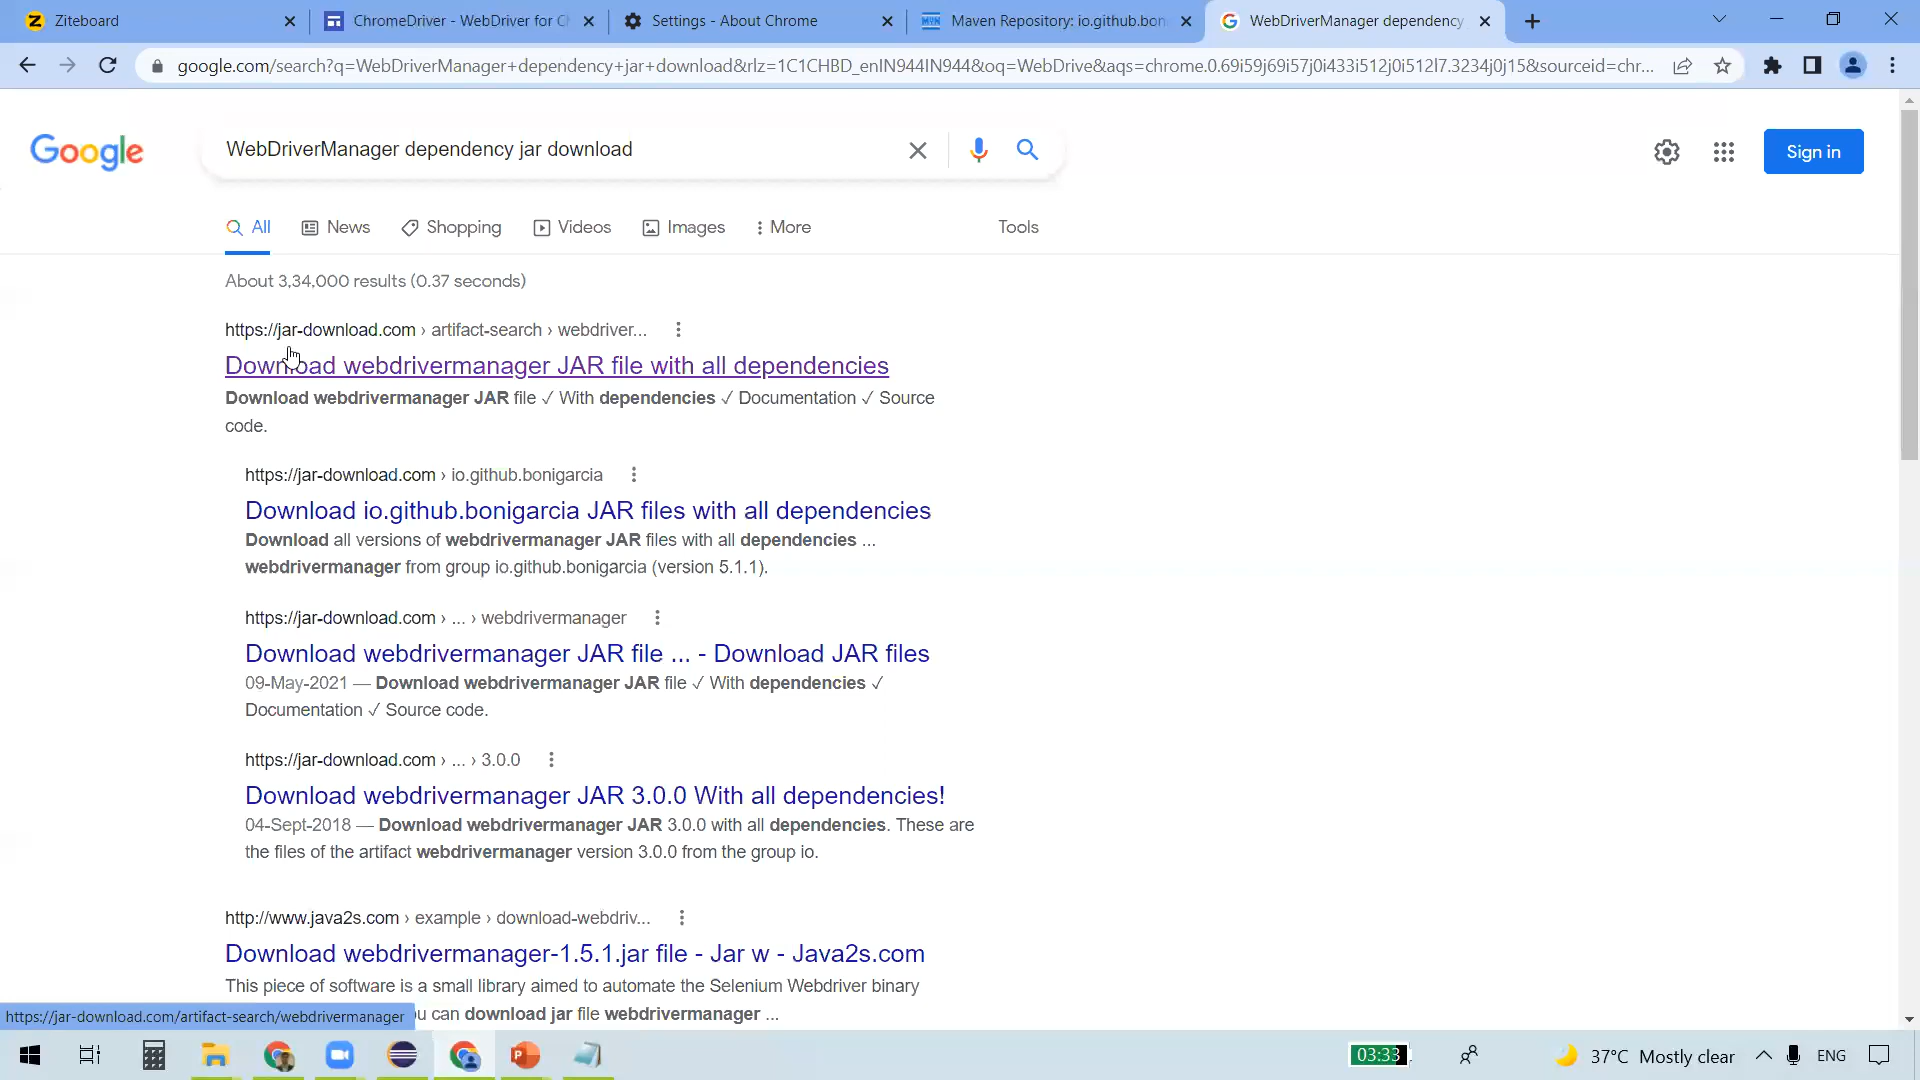 Ziteboard
ChromeDriver - WebDriver for C
Settings - About Chrome
MVN
Maven Repository: io.github.bon
WebDriverManager dependency
google.com/search?q=WebDriverManager+dependency+jar+download&rlz=1C1CHBD_enIN944IN944&oq=WebDrive&aqs=chrome.0.69i59j69i57j0i433i512j0i512l7.3234j0j15&sourceid=chr...
Google
WebDriverManager dependency jar download
Sign in
All
News
Shopping
Videos
Images
More
Tools
About 3,34,000 results (0.37 seconds)
https://jar-download.com › artifact-search › webdriver...
Download webdrivermanager JAR file with all dependencies
Download webdrivermanager JAR file ✓ With dependencies ✓ Documentation ✓ Source
code.
https://jar-download.com › io.github.bonigarcia
Download io.github.bonigarcia JAR files with all dependencies
Download all versions of webdrivermanager JAR files with all dependencies ...
webdrivermanager from group io.github.bonigarcia (version 5.1.1).
https://jar-download.com › ... › webdrivermanager
Download webdrivermanager JAR file ... - Download JAR files
09-May-2021 — Download webdrivermanager JAR file ✓ With dependencies ✓
Documentation ✓ Source code.
https://jar-download.com › ... › 3.0.0
Download webdrivermanager JAR 3.0.0 With all dependencies!
04-Sept-2018 — Download webdrivermanager JAR 3.0.0 with all dependencies. These are
the files of the artifact webdrivermanager version 3.0.0 from the group io.
http://www.java2s.com › example › download-webdriv...
Download webdrivermanager-1.5.1.jar file - Jar w - Java2s.com
This piece of software is a small library aimed to automate the Selenium Webdriver binary
https://jar-download.com/artifact-search/webdrivermanager
u can download jar file webdrivermanager ...
03:33
37°C Mostly clear
ENG